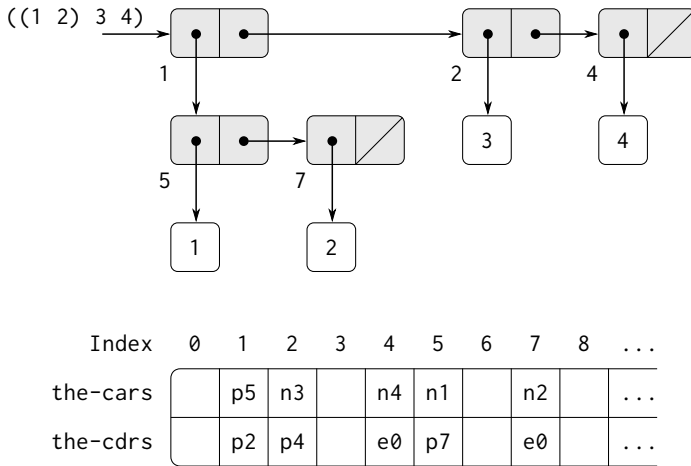 ((1 2) 3 4)
1 2 4
3 4
5 7
1 2
Index 0 1 2 3 4 5 6 7 8 ...
the-cars p5 n3 n4 n1 n2 ...
the-cdrs p2 p4 e0 p7 e0 ...